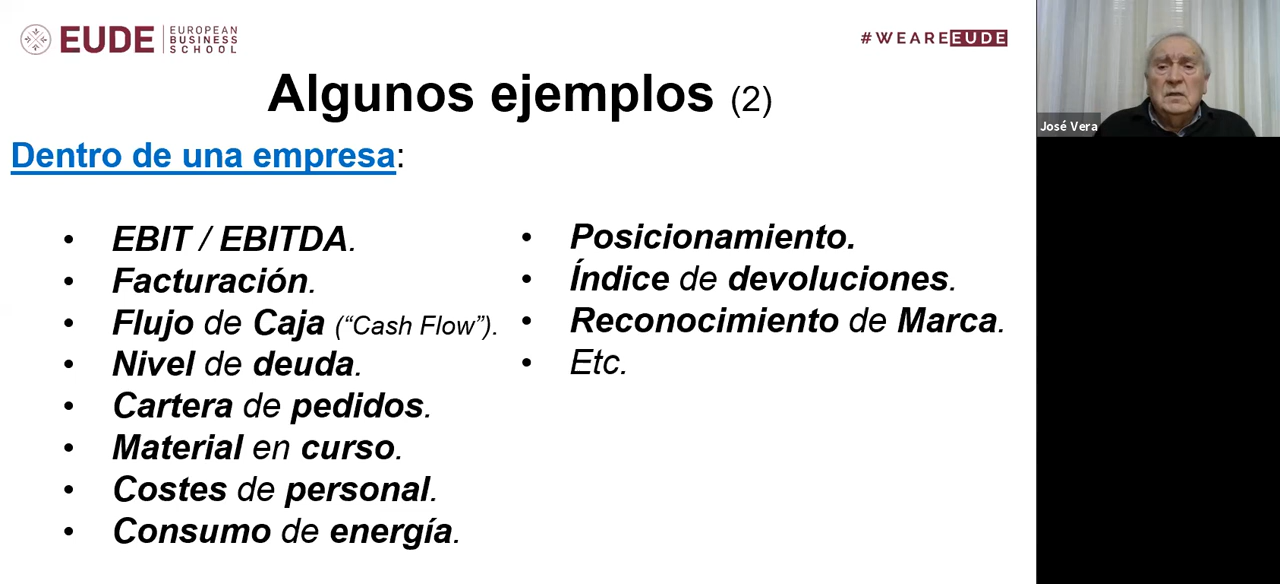 EUDE EUROPEAN BUSINESS SCHOOL
#WEAREEUDE
Algunos ejemplos (2)
José Vera
Dentro de una empresa:
• EBIT / EBITDA.
• Facturación.
• Flujo de Caja (“Cash Flow”).
• Nivel de deuda.
• Cartera de pedidos.
• Material en curso.
• Costes de personal.
• Consumo de energía.
• Posicionamiento.
• Índice de devoluciones.
• Reconocimiento de Marca.
• Etc.